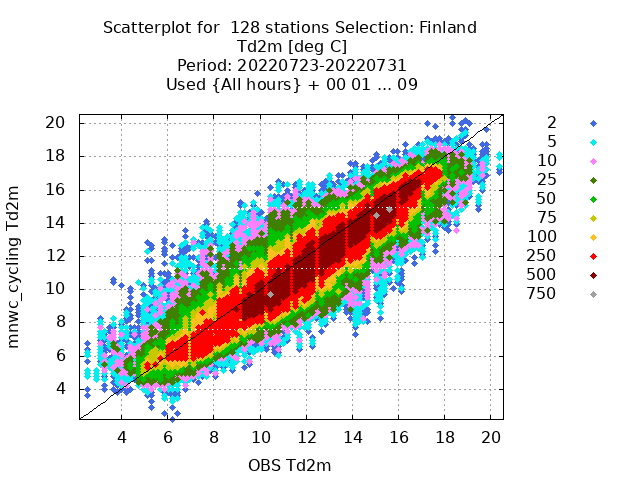 Scatterplot for  128 stations Selection: Finland
Td2m [deg C]
Period: 20220723-20220731
Used {All hours} + 00 01 ... 09
mnwc_cycling Td2m
20
18
16
14
12
10
8
6
4
4 6 8 10 12 14 16 18 20
OBS Td2m
2
5
10
25
50
75
100
250
500
750